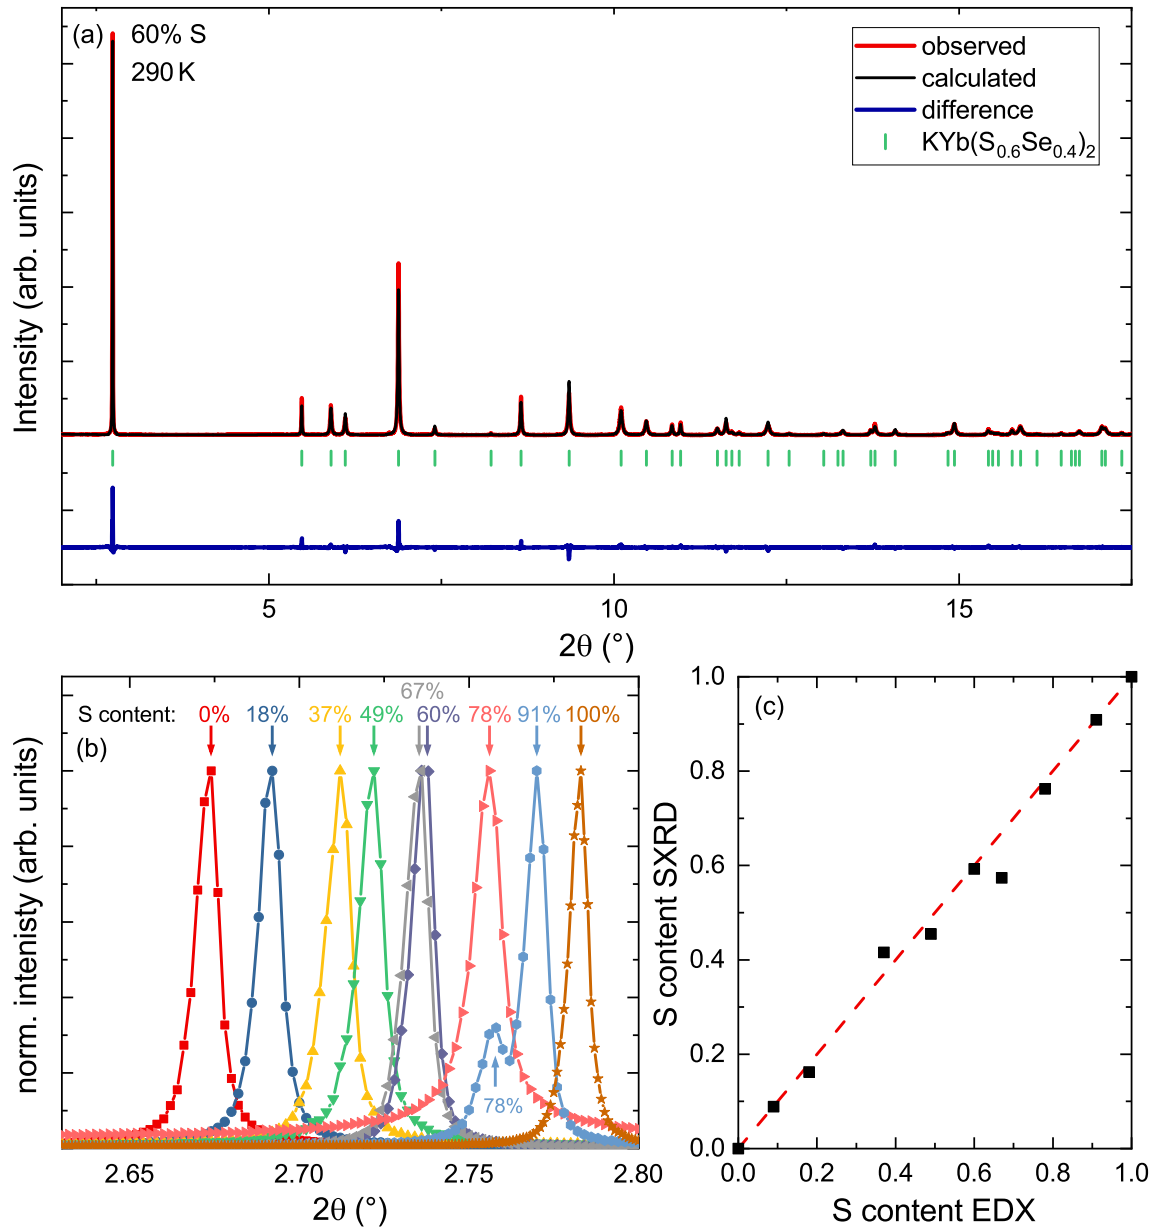 (a)
60% S
290 K
observed
calculated
difference
KYb(S0.6Se0.4)2
Intensity (arb. units)
5
10
15
2θ (°)
67%
S content:
0%
18%
37%
49%
60%
78%
91%
100%
(b)
78%
norm. intenisty (arb. units)
2.65
2.70
2.75
2.80
2θ (°)
(c)
1.0
0.8
0.6
0.4
0.2
0.0
S content SXRD
0.0
0.2
0.4
0.6
0.8
1.0
S content EDX